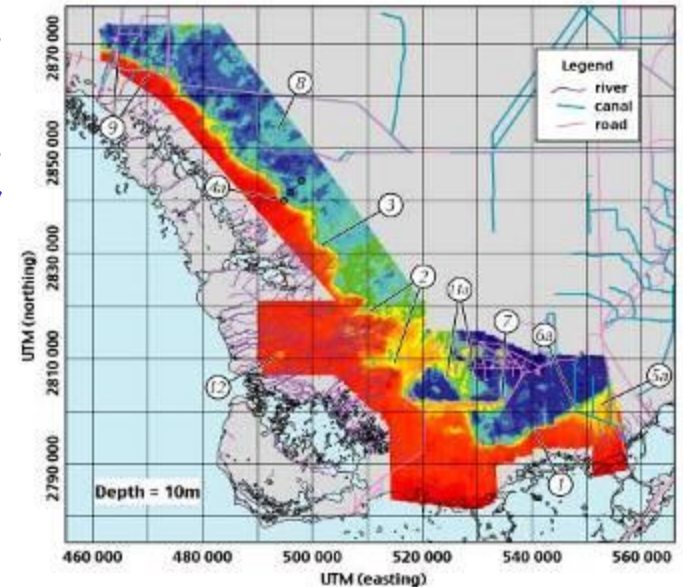 2870 000
2850 000
2830 000
2810 000
2790 000
UTM (northing)
Legend
river
canal
road
8
9
4a
3
2
11a
7
6a
5a
12
1
Depth = 10m
460 000
480 000
500 000
520 000
540 000
560 000
UTM (easting)